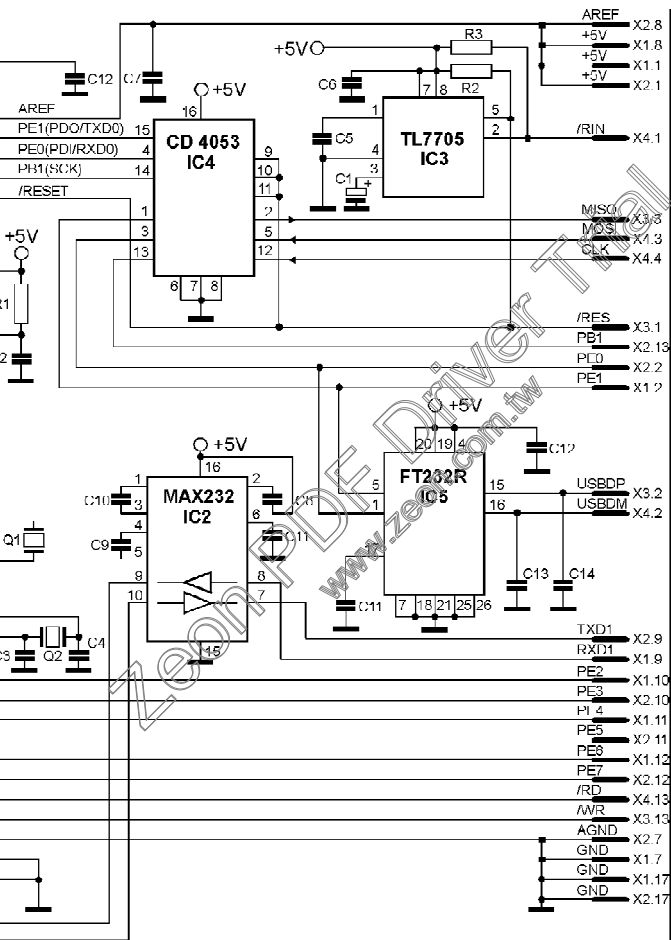 AREF X2.8
+5V X1.8
+5V X1.1
+5V X2.1
+5V
R3
R2
C12
C7
+5V
C6
7 8
16
AREF
PE1(PDO/TXD0) 15
PE0(PDI/RXD0) 4
PB1(SCK) 14
/RESET
CD 4053
IC4
9
10
11
2
5
12
1
3
13
6 7 8
1
C5
4
3
C1 +
TL7705
IC3
5
2
/RIN X4.1
MISO X3.3
MOSI X4.3
CLK X4.4
+5V
/RES X3.1
PB1 X2.13
PE0 X2.2
PE1 X1.2
+5V
20 19 4
C12
FT232R
IC5
5
1
15
16
USBDP X3.2
USBDM X4.2
C13
C14
C11
7 18 21 25 26
+5V
16
MAX232
IC2
1
C10
3
4
C9
5
2
C8
6
C11
9
10
8
7
15
Q1
C3
Q2
C4
TXD1 X2.9
RXD1 X1.9
PE2 X1.10
PE3 X2.10
PE4 X1.11
PE5 X2.11
PE6 X1.12
PE7 X2.12
/RD X4.13
/WR X3.13
AGND X2.7
GND X1.7
GND X1.17
GND X2.17
Zeon PDF Driver Trial
www.zeon.com.tw